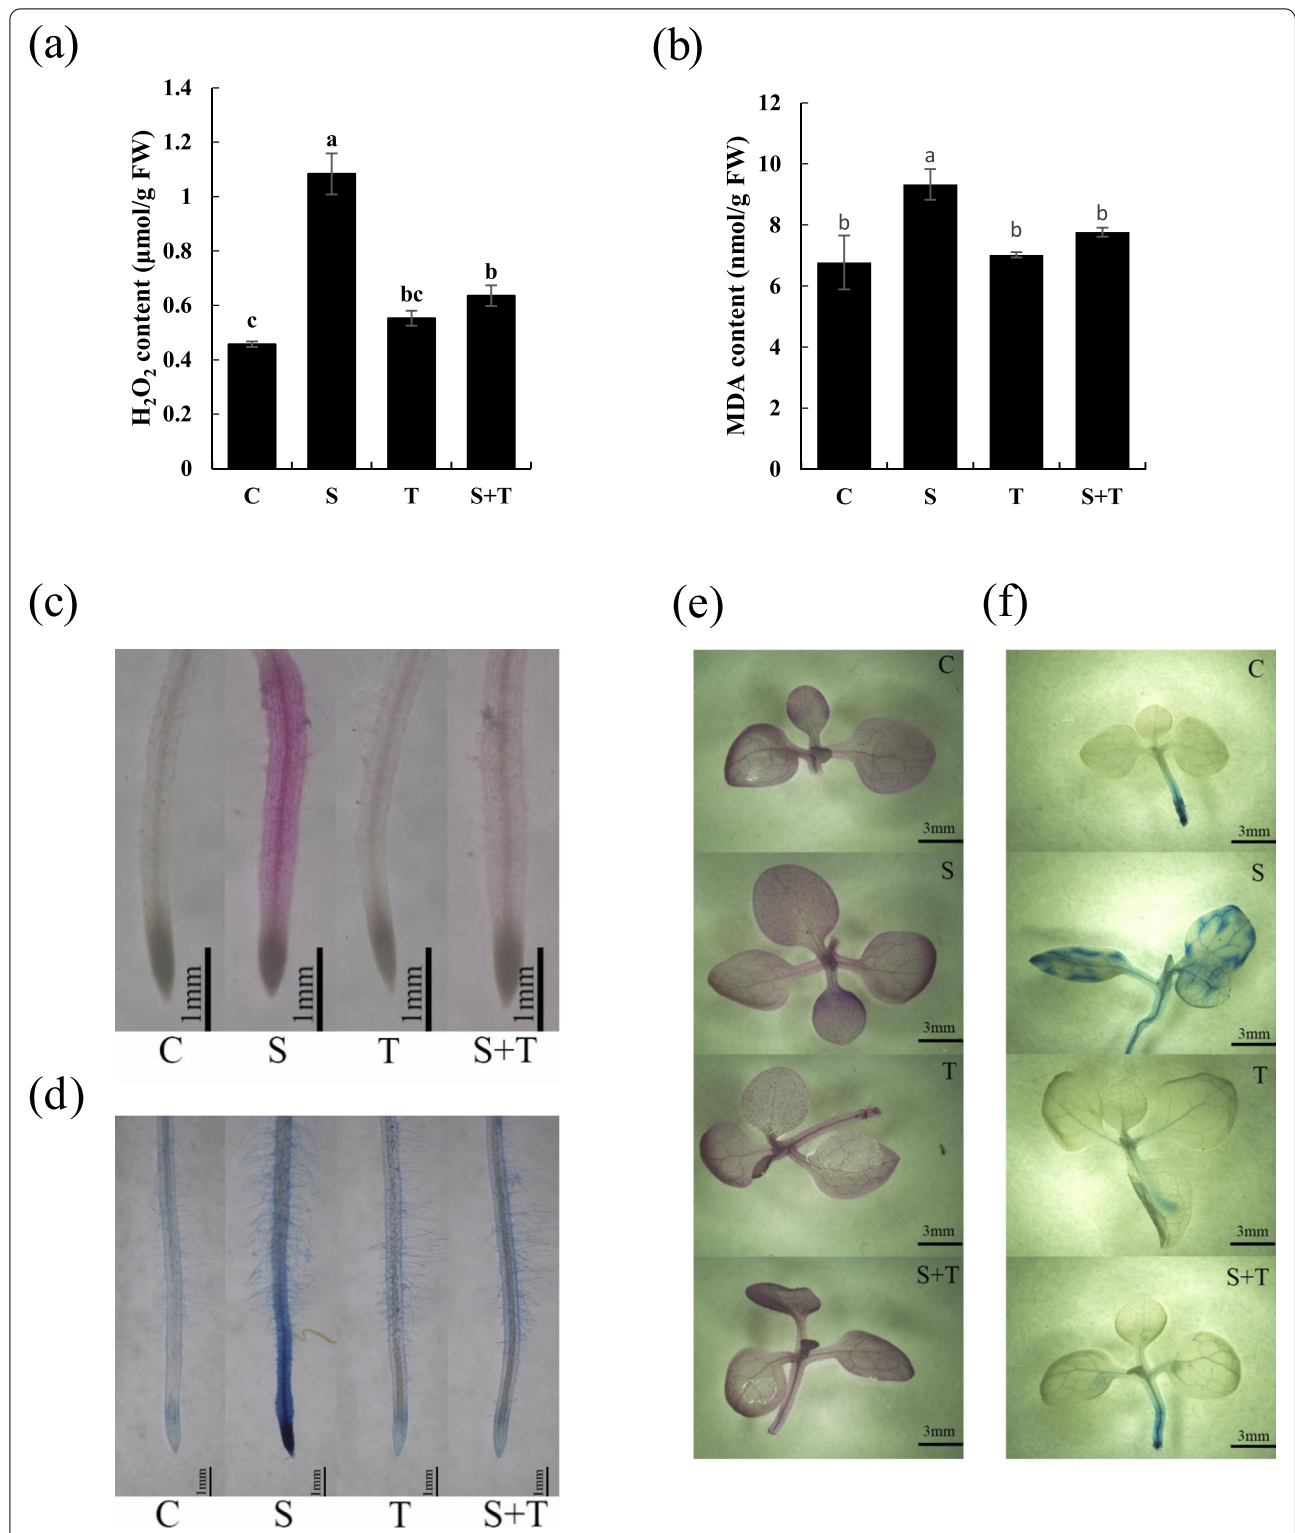 (a)
H₂O₂ content (µmol/g FW)
1.4
1.2
1
0.8
0.6
0.4
0.2
0
c
a
bc
b
C S T S+T
(b)
MDA content (nmol/g FW)
12
10
8
6
4
2
0
b
a
b
b
C S T S+T
(c)
1mm
1mm
1mm
1mm
C S T S+T
(d)
1mm
1mm
1mm
1mm
C S T S+T
(e)
C
3mm
S
3mm
T
3mm
S+T
3mm
(f)
C
3mm
S
3mm
T
3mm
S+T
3mm